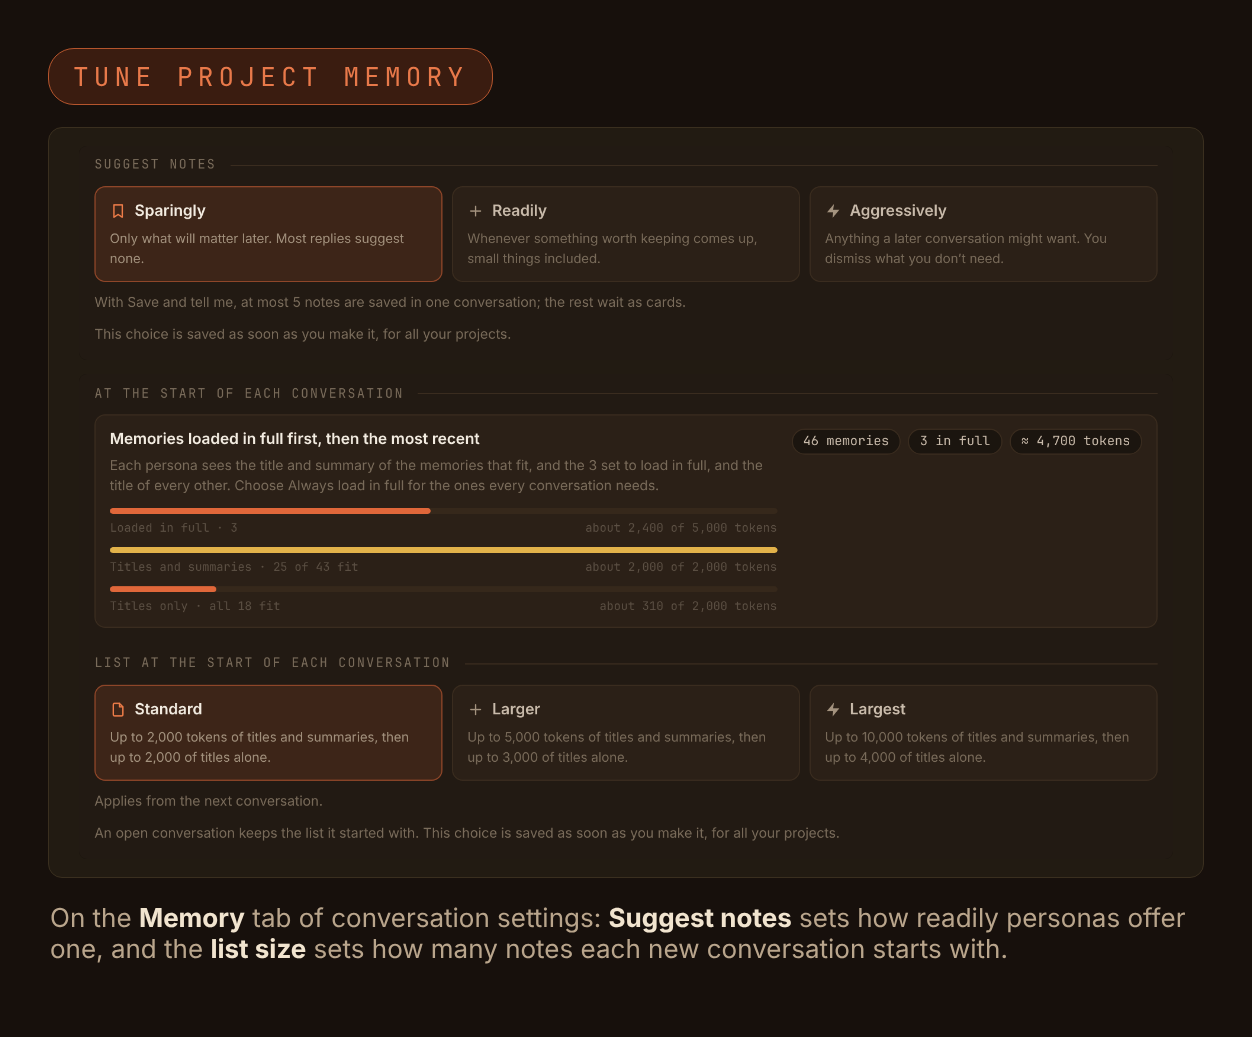 TUNE PROJECT MEMORY
SUGGEST NOTES
Sparingly
Only what will matter later. Most replies suggest
none.
Readily
Whenever something worth keeping comes up,
small things included.
Aggressively
Anything a later conversation might want. You
dismiss what you don't need.
With Save and tell me, at most 5 notes are saved in one conversation; the rest wait as cards.
This choice is saved as soon as you make it, for all your projects.
AT THE START OF EACH CONVERSATION
Memories loaded in full first, then the most recent
46 memories
3 in full
≈ 4,700 tokens
Each persona sees the title and summary of the memories that fit, and the 3 set to load in full, and the
title of every other. Choose Always load in full for the ones every conversation needs.
Loaded in full · 3
about 2,400 of 5,000 tokens
Titles and summaries · 25 of 43 fit
about 2,000 of 2,000 tokens
Titles only · all 18 fit
about 310 of 2,000 tokens
LIST AT THE START OF EACH CONVERSATION
Standard
Up to 2,000 tokens of titles and summaries, then
up to 2,000 of titles alone.
Larger
Up to 5,000 tokens of titles and summaries, then
up to 3,000 of titles alone.
Largest
Up to 10,000 tokens of titles and summaries, then
up to 4,000 of titles alone.
Applies from the next conversation.
An open conversation keeps the list it started with. This choice is saved as soon as you make it, for all your projects.
On the Memory tab of conversation settings: Suggest notes sets how readily personas offer
one, and the list size sets how many notes each new conversation starts with.